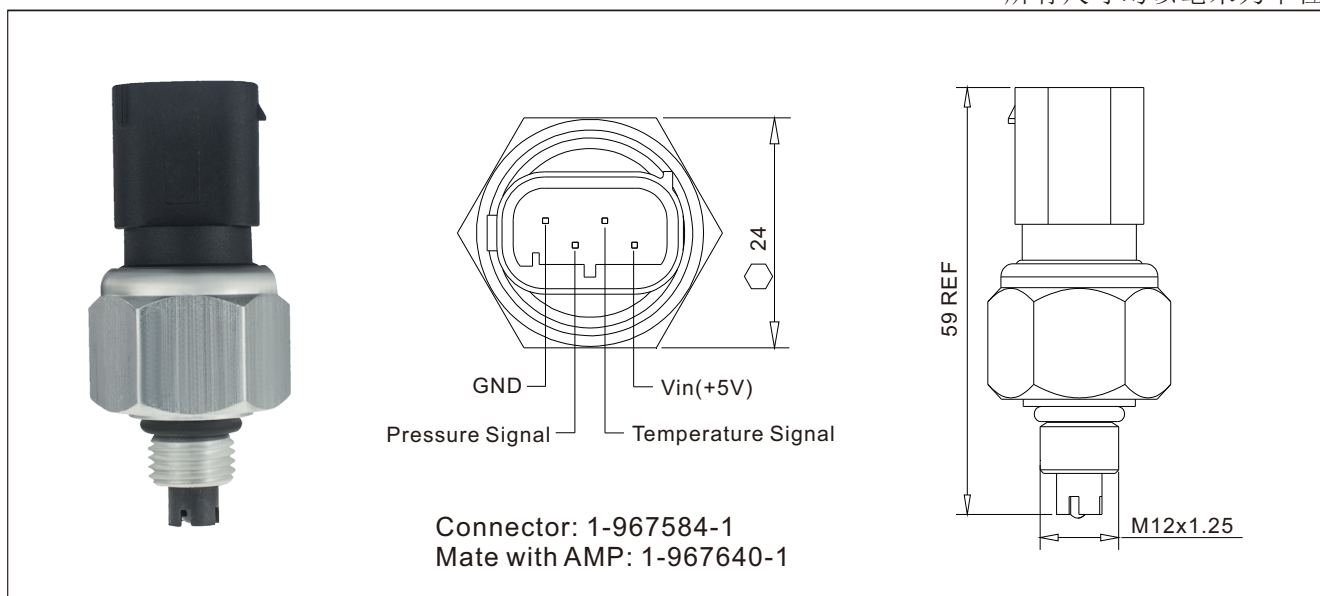 24
59 REF
GND
Vin(+5V)
Pressure Signal
Temperature Signal
M12x1.25
Connector: 1-967584-1
Mate with AMP: 1-967640-1